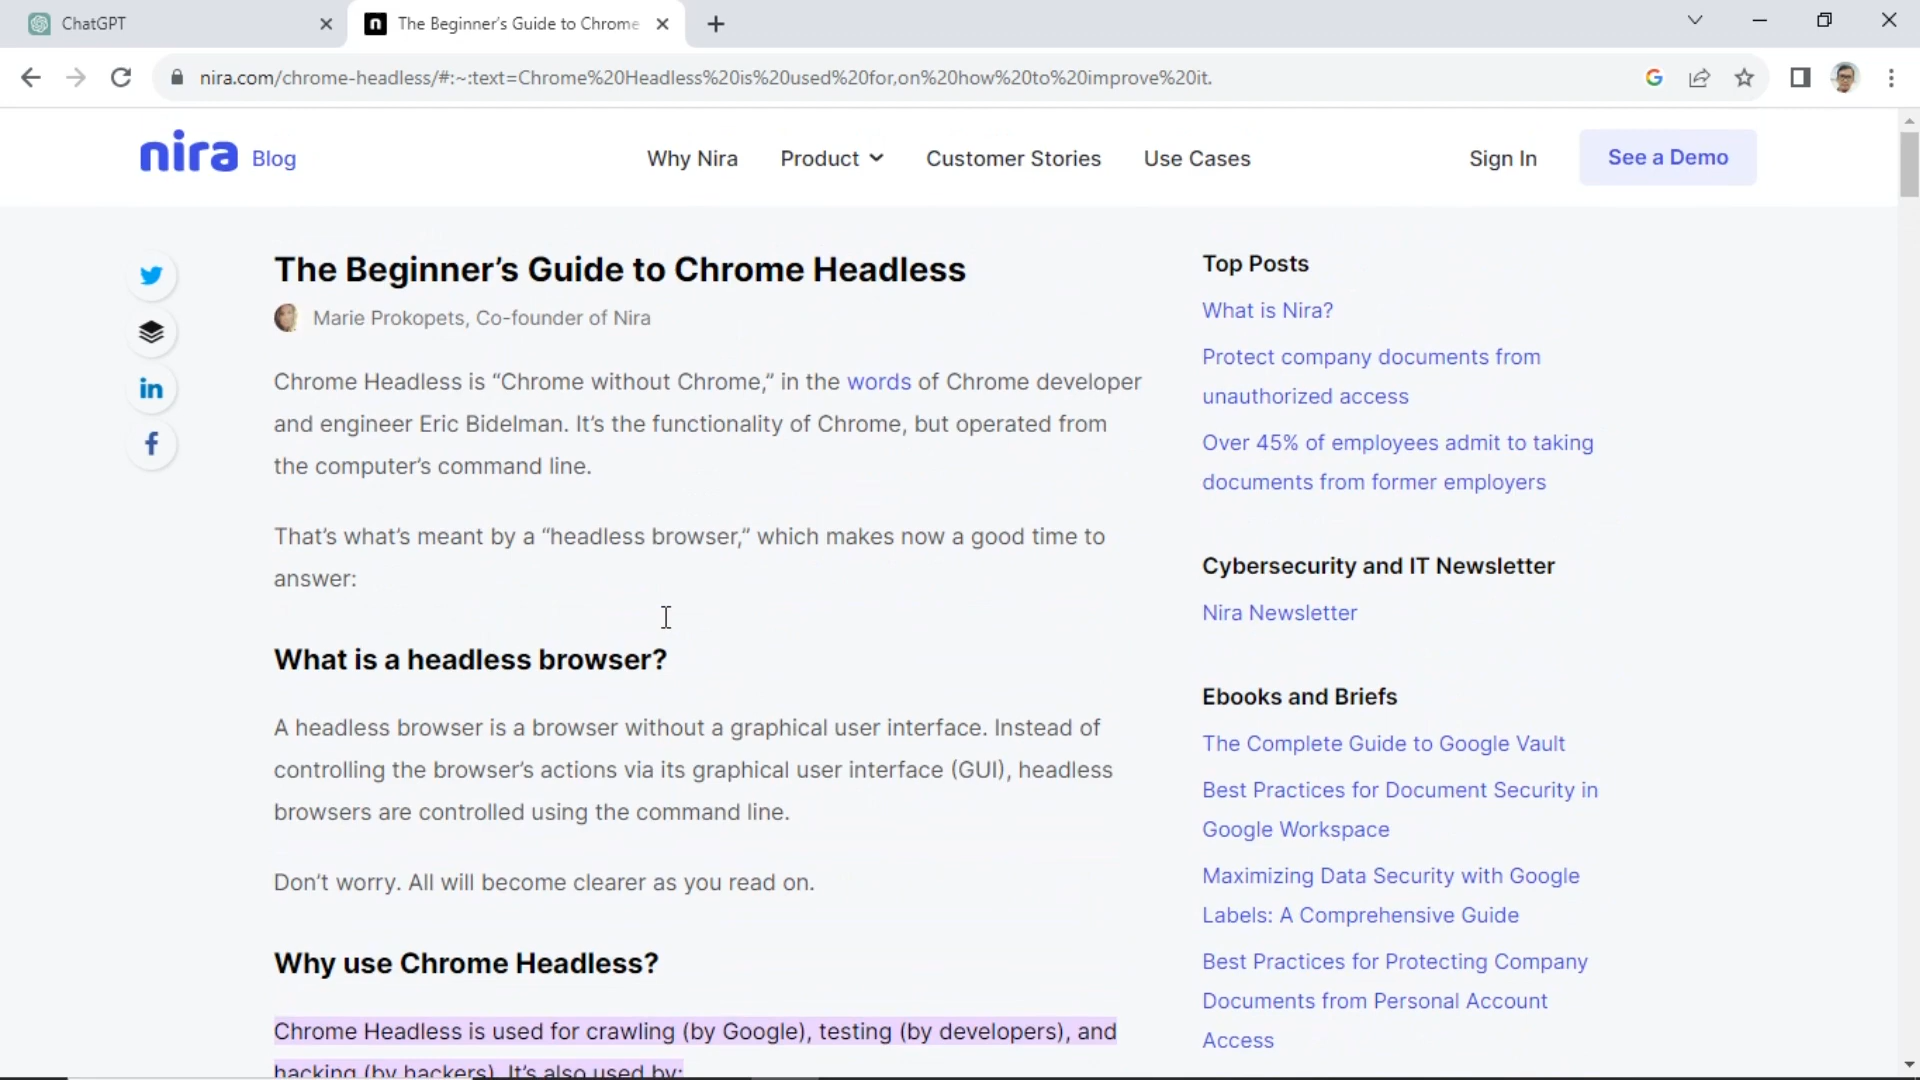 ChatGPT
The Beginner's Guide to Chrome
nira.com/chrome-headless/#:~:text=Chrome%20Headless%20is%20used%20for,on%20how%20to%20improve%20it.
nira Blog
Why Nira
Product
Customer Stories
Use Cases
Sign In
See a Demo
The Beginner’s Guide to Chrome Headless
Marie Prokopets, Co-founder of Nira
Chrome Headless is “Chrome without Chrome,” in the words of Chrome developer
and engineer Eric Bidelman. It’s the functionality of Chrome, but operated from
the computer’s command line.
That’s what’s meant by a “headless browser,” which makes now a good time to
answer:
What is a headless browser?
A headless browser is a browser without a graphical user interface. Instead of
controlling the browser’s actions via its graphical user interface (GUI), headless
browsers are controlled using the command line.
Don’t worry. All will become clearer as you read on.
Why use Chrome Headless?
Chrome Headless is used for crawling (by Google), testing (by developers), and
hacking (by hackers). It’s also used by:
Top Posts
What is Nira?
Protect company documents from
unauthorized access
Over 45% of employees admit to taking
documents from former employers
Cybersecurity and IT Newsletter
Nira Newsletter
Ebooks and Briefs
The Complete Guide to Google Vault
Best Practices for Document Security in
Google Workspace
Maximizing Data Security with Google
Labels: A Comprehensive Guide
Best Practices for Protecting Company
Documents from Personal Account
Access